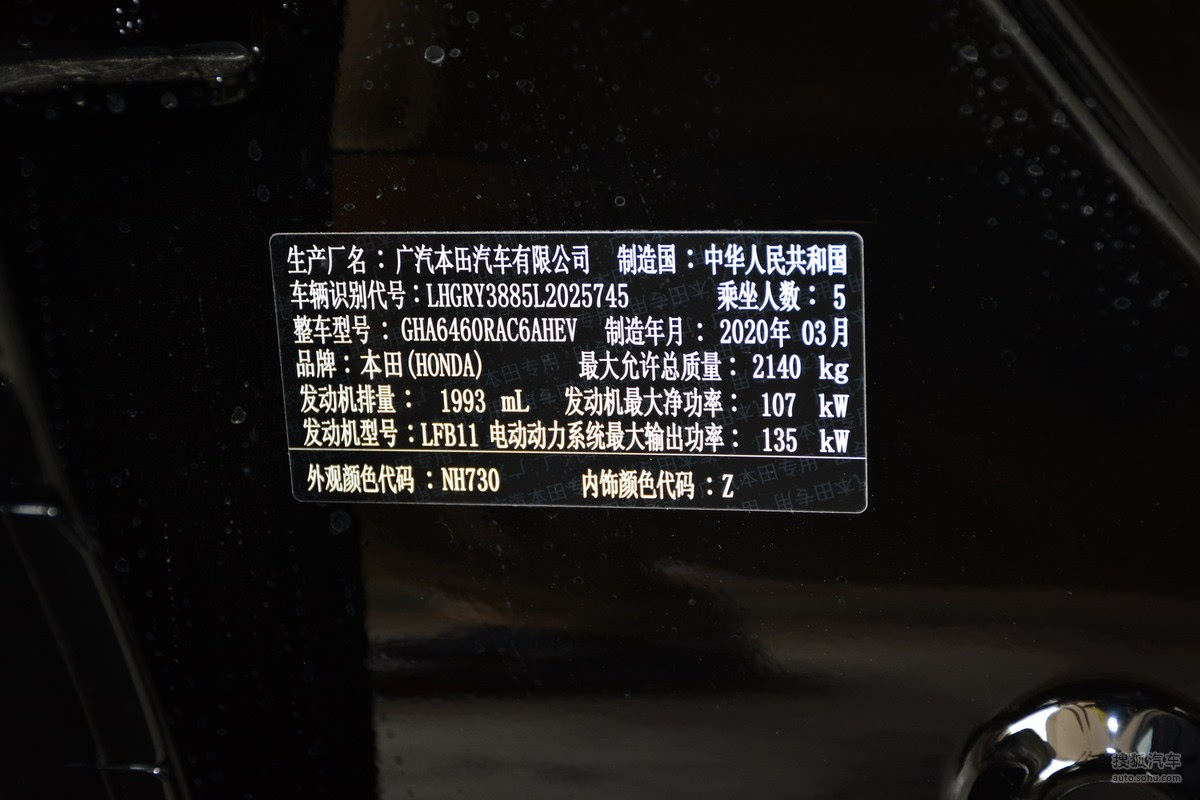 生产厂名：广汽本田汽车有限公司 制造国：中华人民共和国
车辆识别代号：LHGRY3885L2025745 乘坐人数：5
整车型号：GHA6460RAC6AHEV 制造年月：2020年 03月
品牌：本田(HONDA) 最大允许总质量：2140 kg
发动机排量：1993 mL 发动机最大净功率：107 kW
发动机型号：LFB11 电动动力系统最大输出功率：135 kW
外观颜色代码：NH730 内饰颜色代码：Z
搜狐汽车
auto.sohu.com